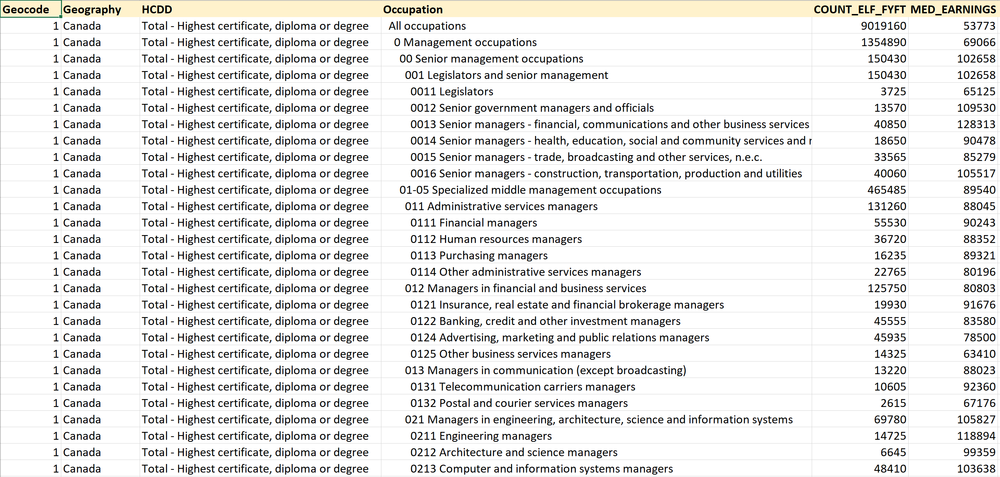 Geocode Geography HCDD Occupation COUNT_ELF_FYFT MED_EARNINGS
1 Canada Total - Highest certificate, diploma or degree All occupations 9019160 53773
1 Canada Total - Highest certificate, diploma or degree 0 Management occupations 1354890 69066
1 Canada Total - Highest certificate, diploma or degree 00 Senior management occupations 150430 102658
1 Canada Total - Highest certificate, diploma or degree 001 Legislators and senior management 150430 102658
1 Canada Total - Highest certificate, diploma or degree 0011 Legislators 3725 65125
1 Canada Total - Highest certificate, diploma or degree 0012 Senior government managers and officials 13570 109530
1 Canada Total - Highest certificate, diploma or degree 0013 Senior managers - financial, communications and other business services 40850 128313
1 Canada Total - Highest certificate, diploma or degree 0014 Senior managers - health, education, social and community services and 18650 90478
1 Canada Total - Highest certificate, diploma or degree 0015 Senior managers - trade, broadcasting and other services, n.e.c. 33565 85279
1 Canada Total - Highest certificate, diploma or degree 0016 Senior managers - construction, transportation, production and utilities 40060 105517
1 Canada Total - Highest certificate, diploma or degree 01-05 Specialized middle management occupations 465485 89540
1 Canada Total - Highest certificate, diploma or degree 011 Administrative services managers 131260 88045
1 Canada Total - Highest certificate, diploma or degree 0111 Financial managers 55530 90243
1 Canada Total - Highest certificate, diploma or degree 0112 Human resources managers 36720 88352
1 Canada Total - Highest certificate, diploma or degree 0113 Purchasing managers 16235 89321
1 Canada Total - Highest certificate, diploma or degree 0114 Other administrative services managers 22765 80196
1 Canada Total - Highest certificate, diploma or degree 012 Managers in financial and business services 125750 80803
1 Canada Total - Highest certificate, diploma or degree 0121 Insurance, real estate and financial brokerage managers 19930 91676
1 Canada Total - Highest certificate, diploma or degree 0122 Banking, credit and other investment managers 45555 83580
1 Canada Total - Highest certificate, diploma or degree 0124 Advertising, marketing and public relations managers 45935 78500
1 Canada Total - Highest certificate, diploma or degree 0125 Other business services managers 14325 63410
1 Canada Total - Highest certificate, diploma or degree 013 Managers in communication (except broadcasting) 13220 88023
1 Canada Total - Highest certificate, diploma or degree 0131 Telecommunication carriers managers 10605 92360
1 Canada Total - Highest certificate, diploma or degree 0132 Postal and courier services managers 2615 67176
1 Canada Total - Highest certificate, diploma or degree 021 Managers in engineering, architecture, science and information systems 69780 105827
1 Canada Total - Highest certificate, diploma or degree 0211 Engineering managers 14725 118894
1 Canada Total - Highest certificate, diploma or degree 0212 Architecture and science managers 6645 99359
1 Canada Total - Highest certificate, diploma or degree 0213 Computer and information systems managers 48410 103638